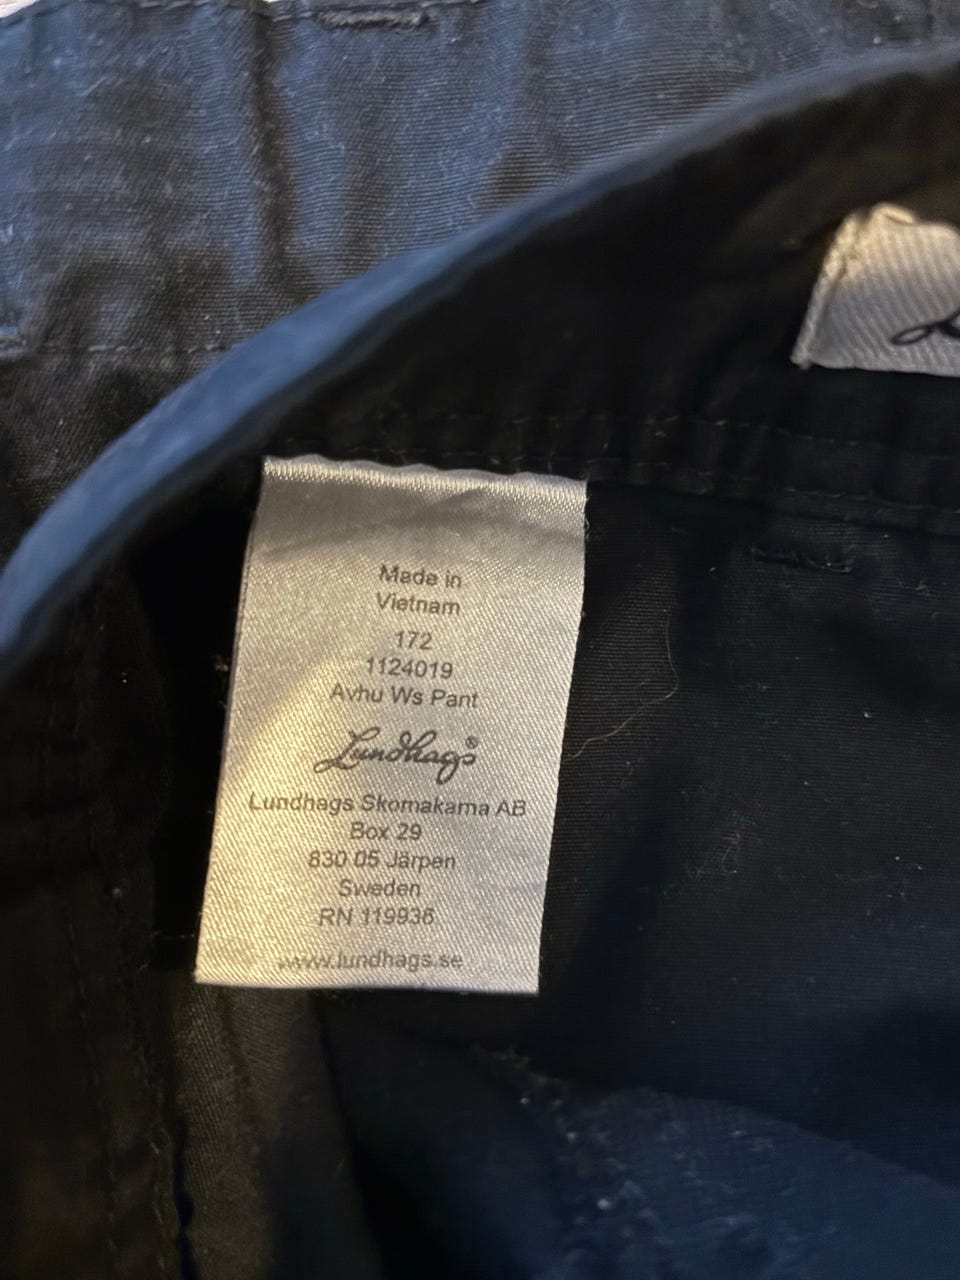 Made in
Vietnam
172
1124019
Avhu Ws Pant
Lundhags®
Lundhags Skomakarna AB
Box 29
830 05 Järpen
Sweden
RN 119936
www.lundhags.se